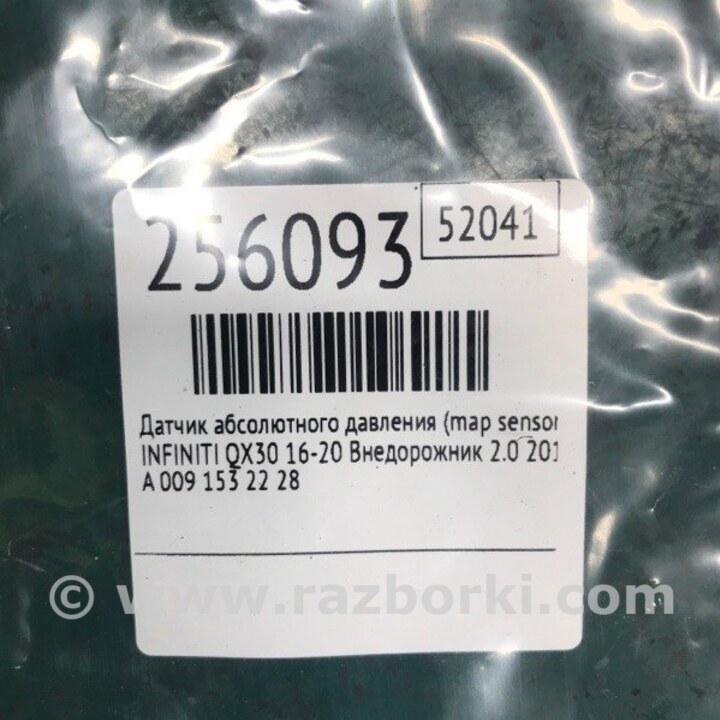 256093
52041
Датчик абсолютного давления (map sensor
INFINITI QX30 16-20 Внедорожник 2.0 201
A 009 153 22 28
© www.razborki.com